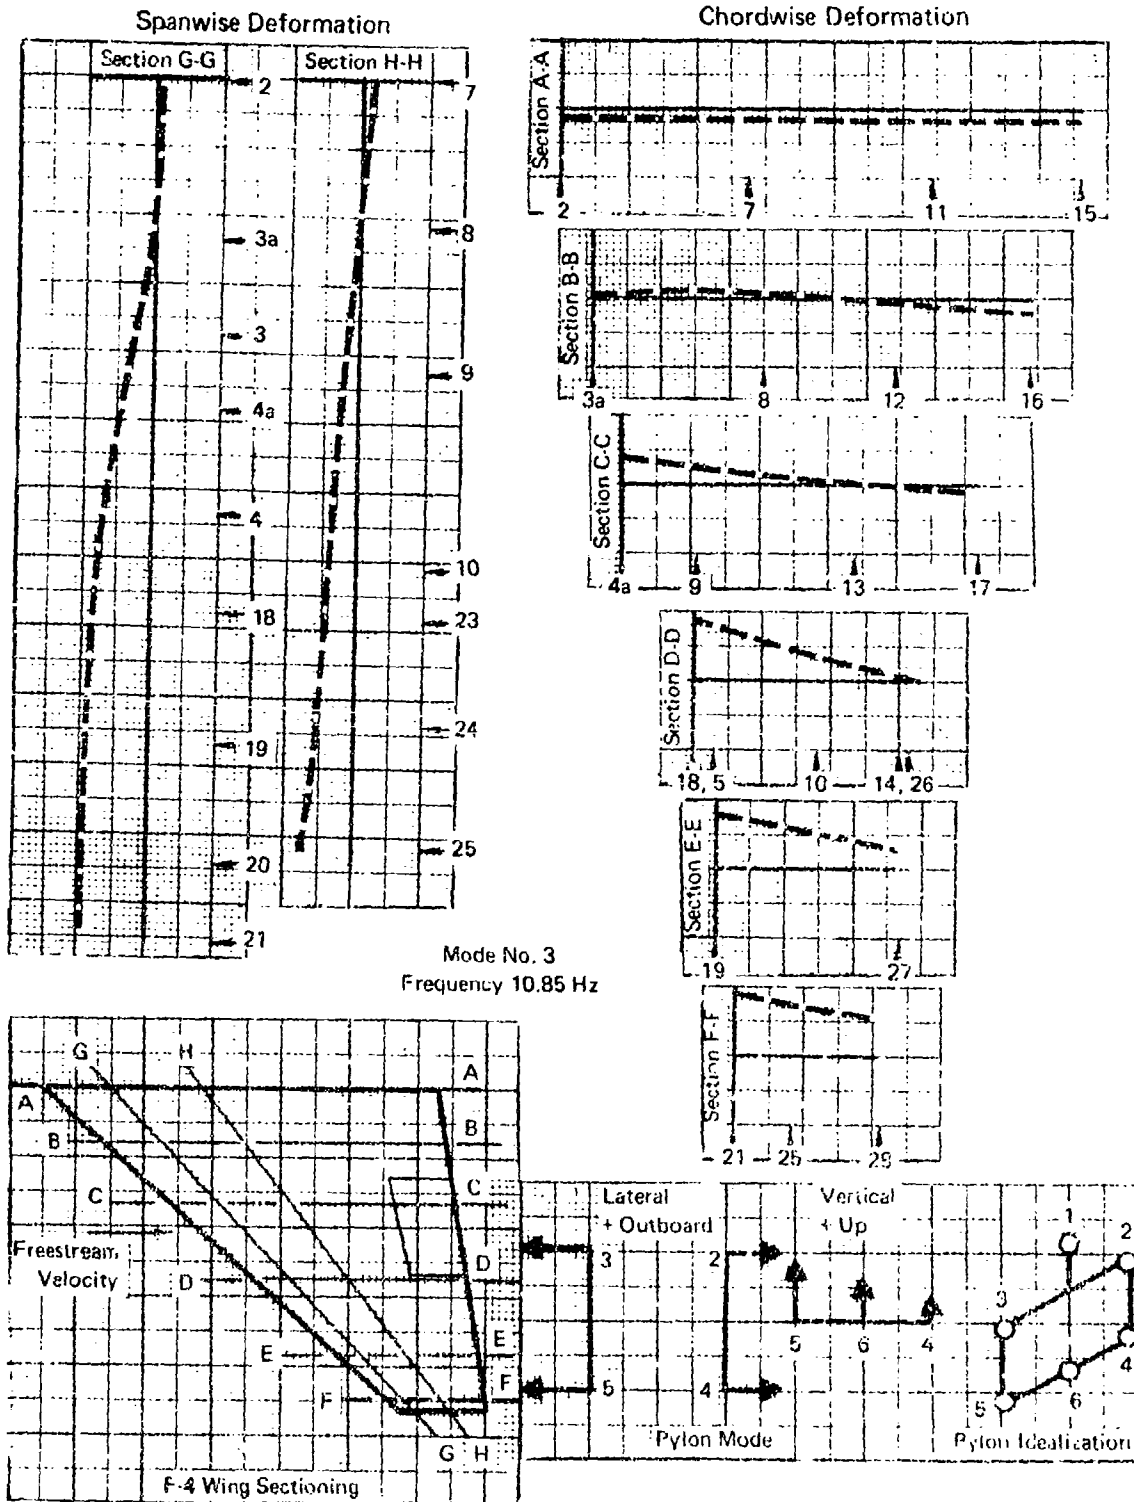 Spanwise Deformation
Chordwise Deformation
Section G-G
Section H-H
2
3a
3
4a
4
18
19
20
21
7
8
9
10
23
24
25
Section A-A
2
7
11
15
Section B-B
3a
8
12
16
Section C-C
4a
9
13
17
Section D-D
18, 5
10
14, 26
Section E-E
19
27
Section F-F
21
25
29
Mode No. 3
Frequency 10.85 Hz
G
H
A
A
B
B
C
C
Freestream
Velocity
D
D
E
E
F
F
G
H
F-4 Wing Sectioning
Lateral
+ Outboard
3
2
5
4
Vertical
+ Up
5
6
4
Pylon Mode
1
2
3
4
5
6
Pylon Idealization